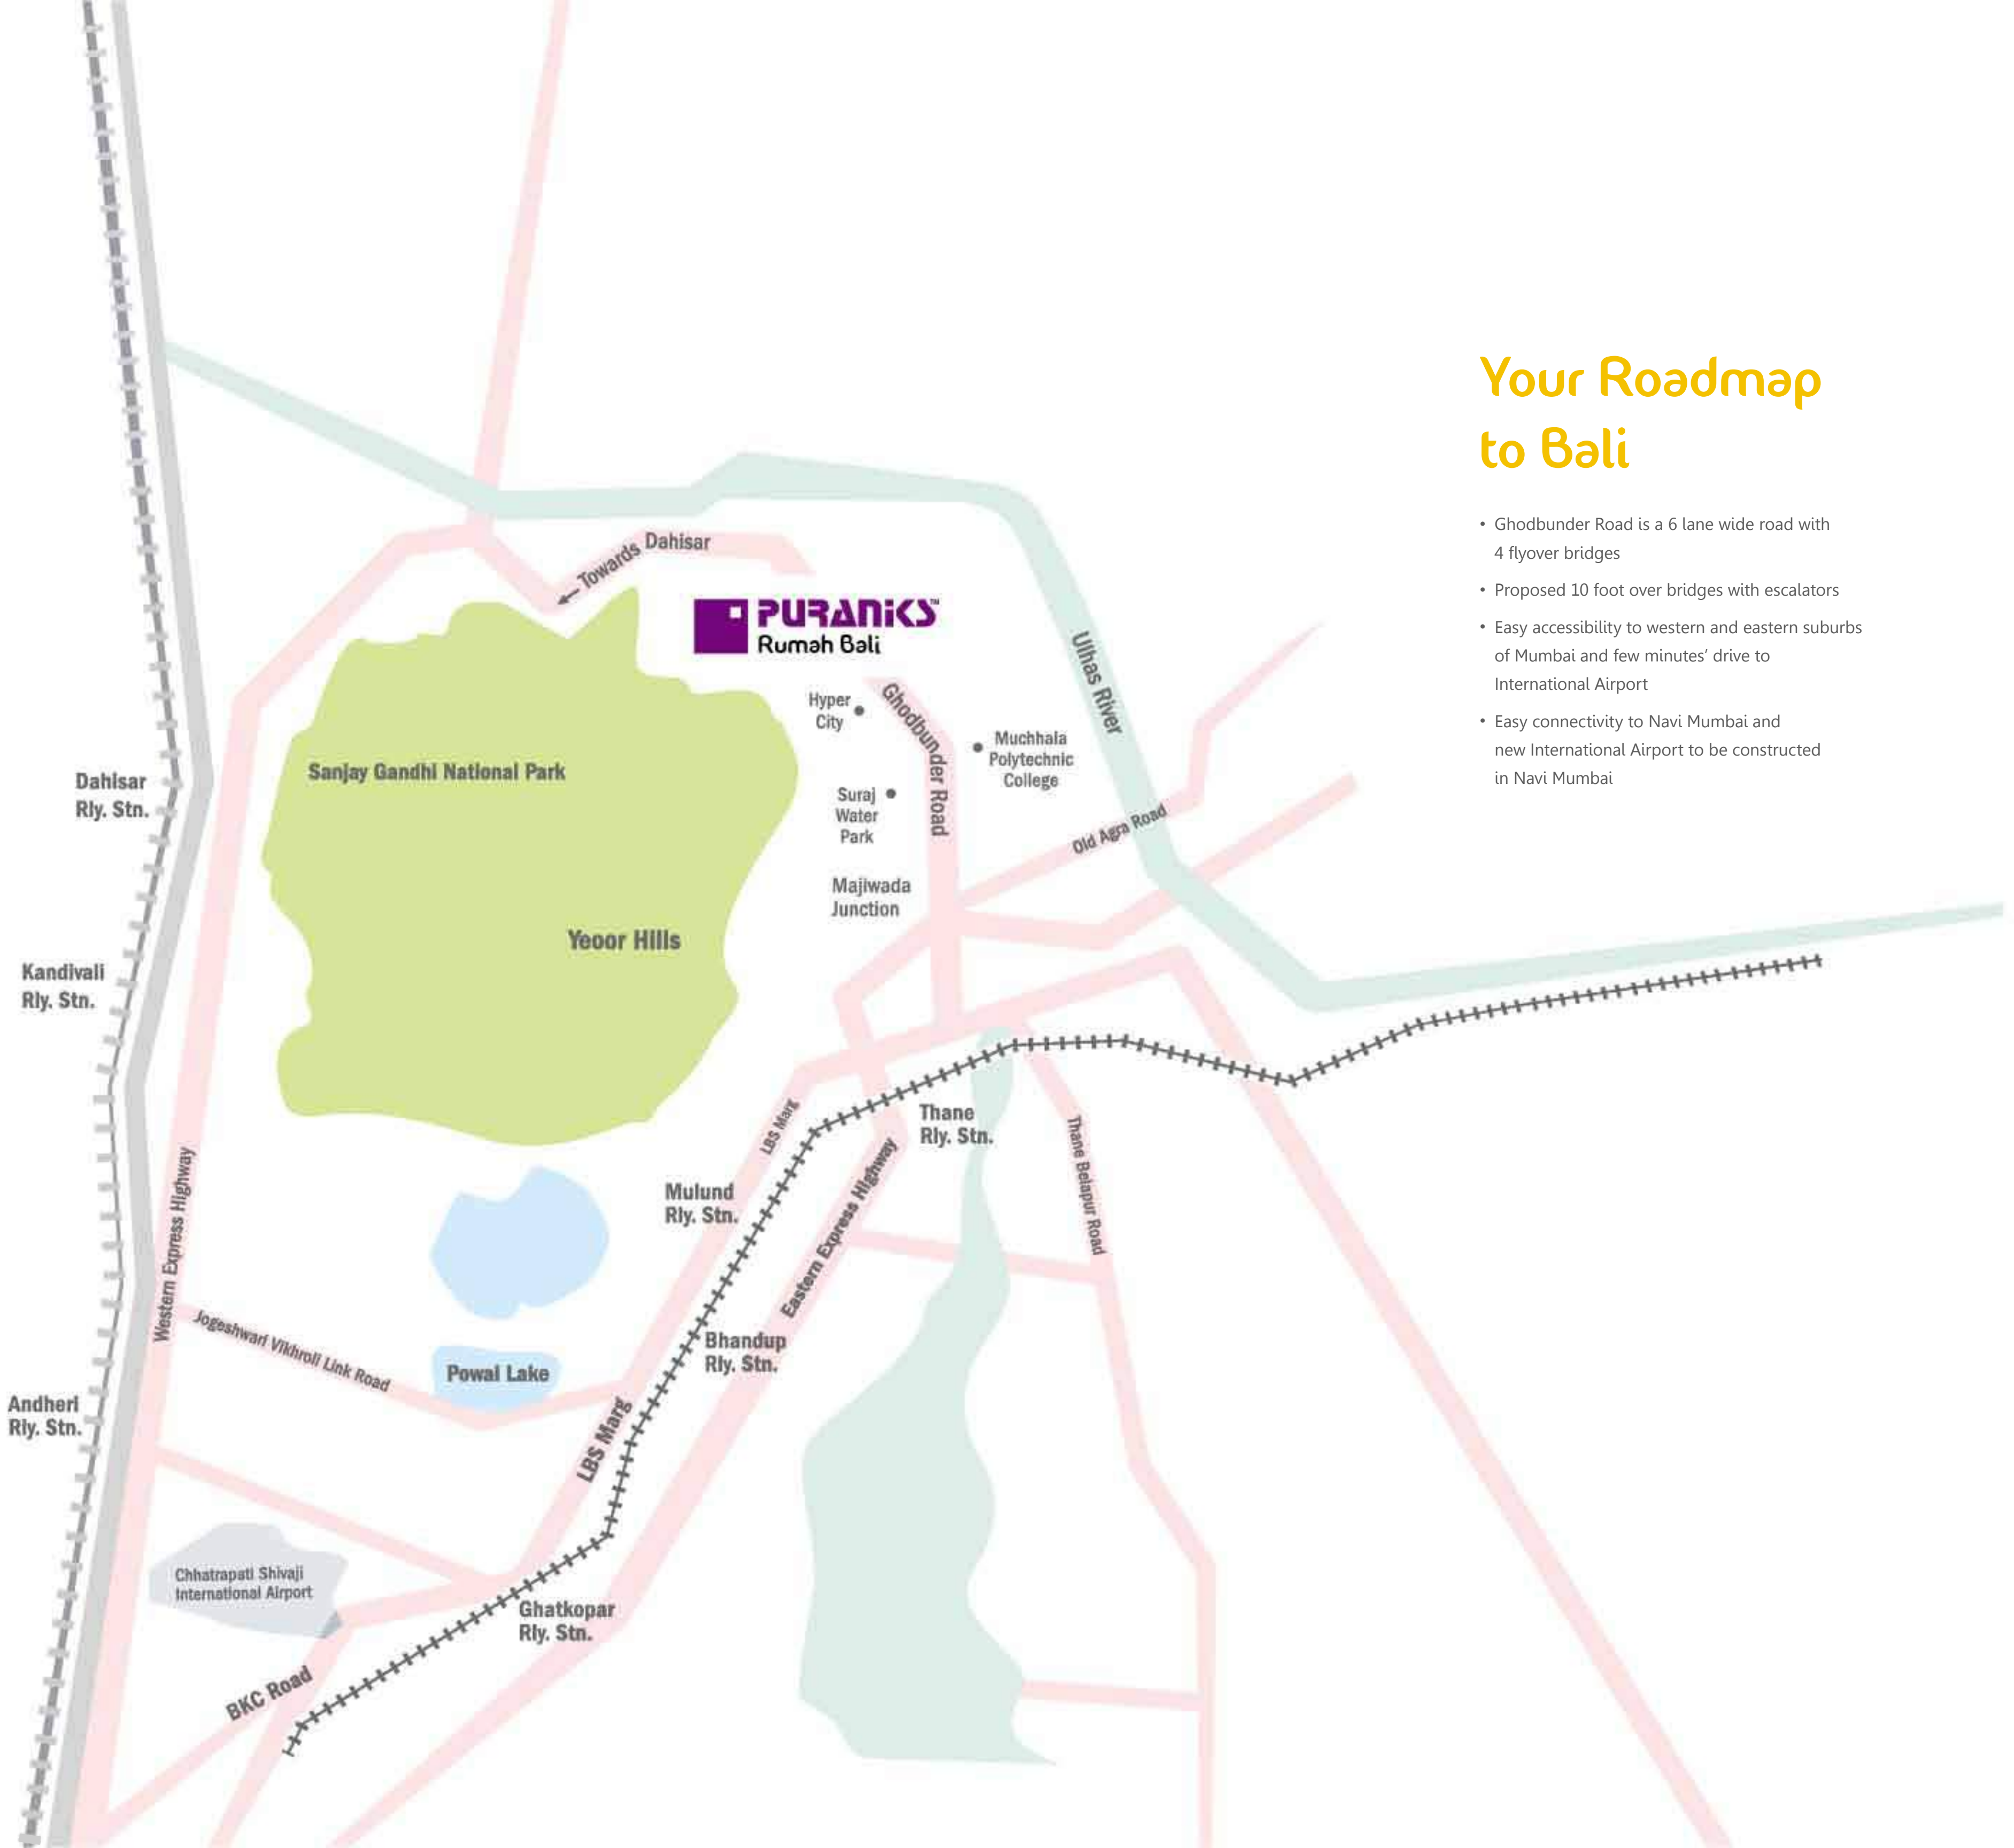 Your Roadmap
to Bali
• Ghodbunder Road is a 6 lane wide road with
4 flyover bridges
• Proposed 10 foot over bridges with escalators
• Easy accessibility to western and eastern suburbs
of Mumbai and few minutes’ drive to
International Airport
• Easy connectivity to Navi Mumbai and
new International Airport to be constructed
in Navi Mumbai
← Towards Dahisar
PURANiKS™
Rumah Bali
Ulhas River
Hyper
City
Ghodbunder Road
Muchhala
Polytechnic
College
Sanjay Gandhi National Park
Dahisar
Rly. Stn.
Suraj
Water
Park
Old Agra Road
Majiwada
Junction
Yeoor Hills
Kandivali
Rly. Stn.
Thane
Rly. Stn.
LBS Marg
Thane Belapur Road
Mulund
Rly. Stn.
Eastern Express Highway
Western Express Highway
Jogeshwari Vikhroli Link Road
Bhandup
Rly. Stn.
Powai Lake
Andheri
Rly. Stn.
LBS Marg
Chhatrapati Shivaji
International Airport
Ghatkopar
Rly. Stn.
BKC Road